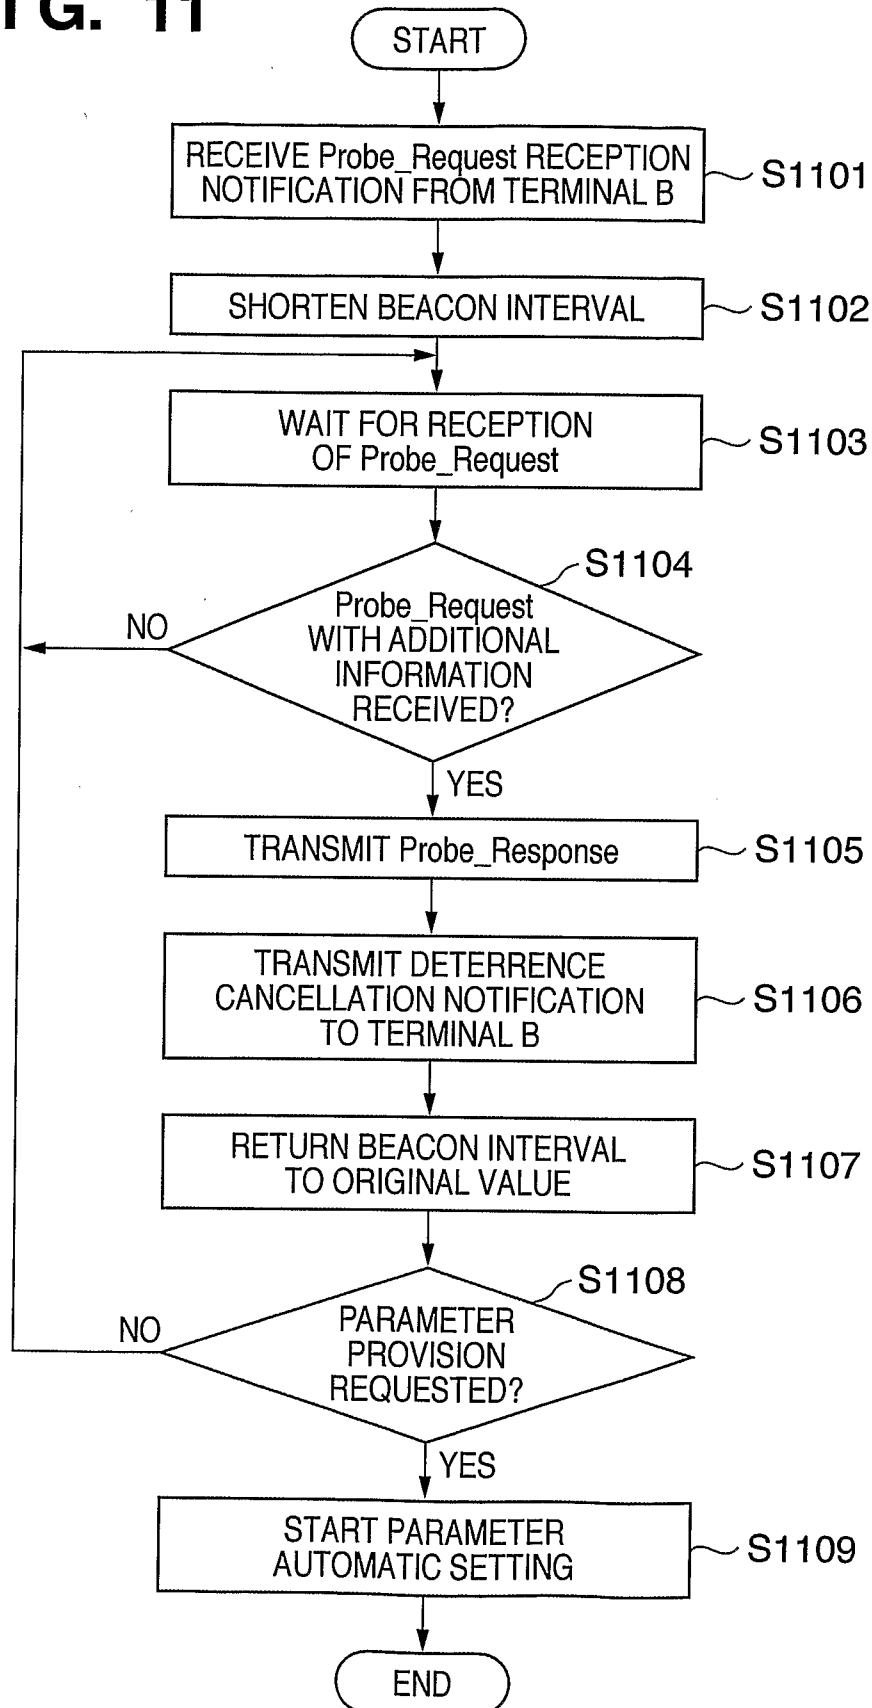 FIG. 11
START
RECEIVE Probe_Request RECEPTION
NOTIFICATION FROM TERMINAL B
S1101
SHORTEN BEACON INTERVAL
S1102
WAIT FOR RECEPTION
OF Probe_Request
S1103
S1104
Probe_Request
WITH ADDITIONAL
INFORMATION
RECEIVED?
NO
YES
TRANSMIT Probe_Response
S1105
TRANSMIT DETERRENCE
CANCELLATION NOTIFICATION
TO TERMINAL B
S1106
RETURN BEACON INTERVAL
TO ORIGINAL VALUE
S1107
S1108
PARAMETER
PROVISION
REQUESTED?
NO
YES
START PARAMETER
AUTOMATIC SETTING
S1109
END